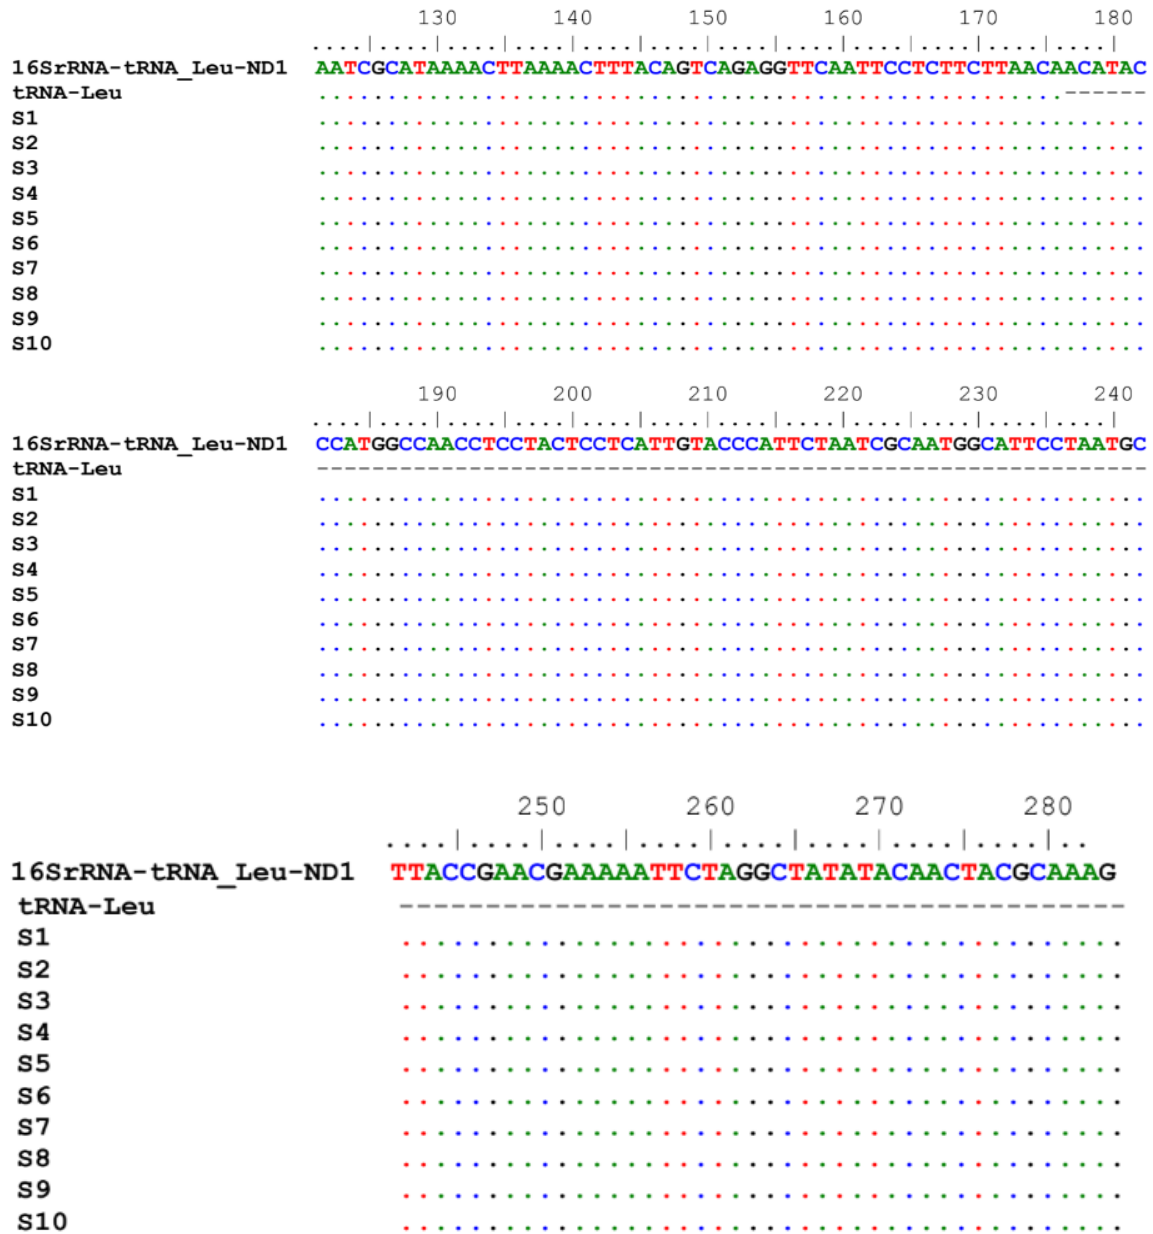 130 140 150 160 170 180
16SrRNA-tRNA_Leu-ND1 AATCGCATAAAACTTAAAACTTTACAGTCAGAGGTTCAATTCCTCTTCTTAACAACATAC
tRNA-Leu
S1
S2
S3
S4
S5
S6
S7
S8
S9
S10
190 200 210 220 230 240
16SrRNA-tRNA_Leu-ND1 CCATGGCCAACCTCCTACTCCTCATTGTACCCATTCTAATCGCAATGGCATTCCTAATGC
tRNA-Leu
S1
S2
S3
S4
S5
S6
S7
S8
S9
S10
250 260 270 280
16SrRNA-tRNA_Leu-ND1 TTACCGAACGAAAAATTCTAGGCTATATACAACTACGCAAAG
tRNA-Leu
S1
S2
S3
S4
S5
S6
S7
S8
S9
S10